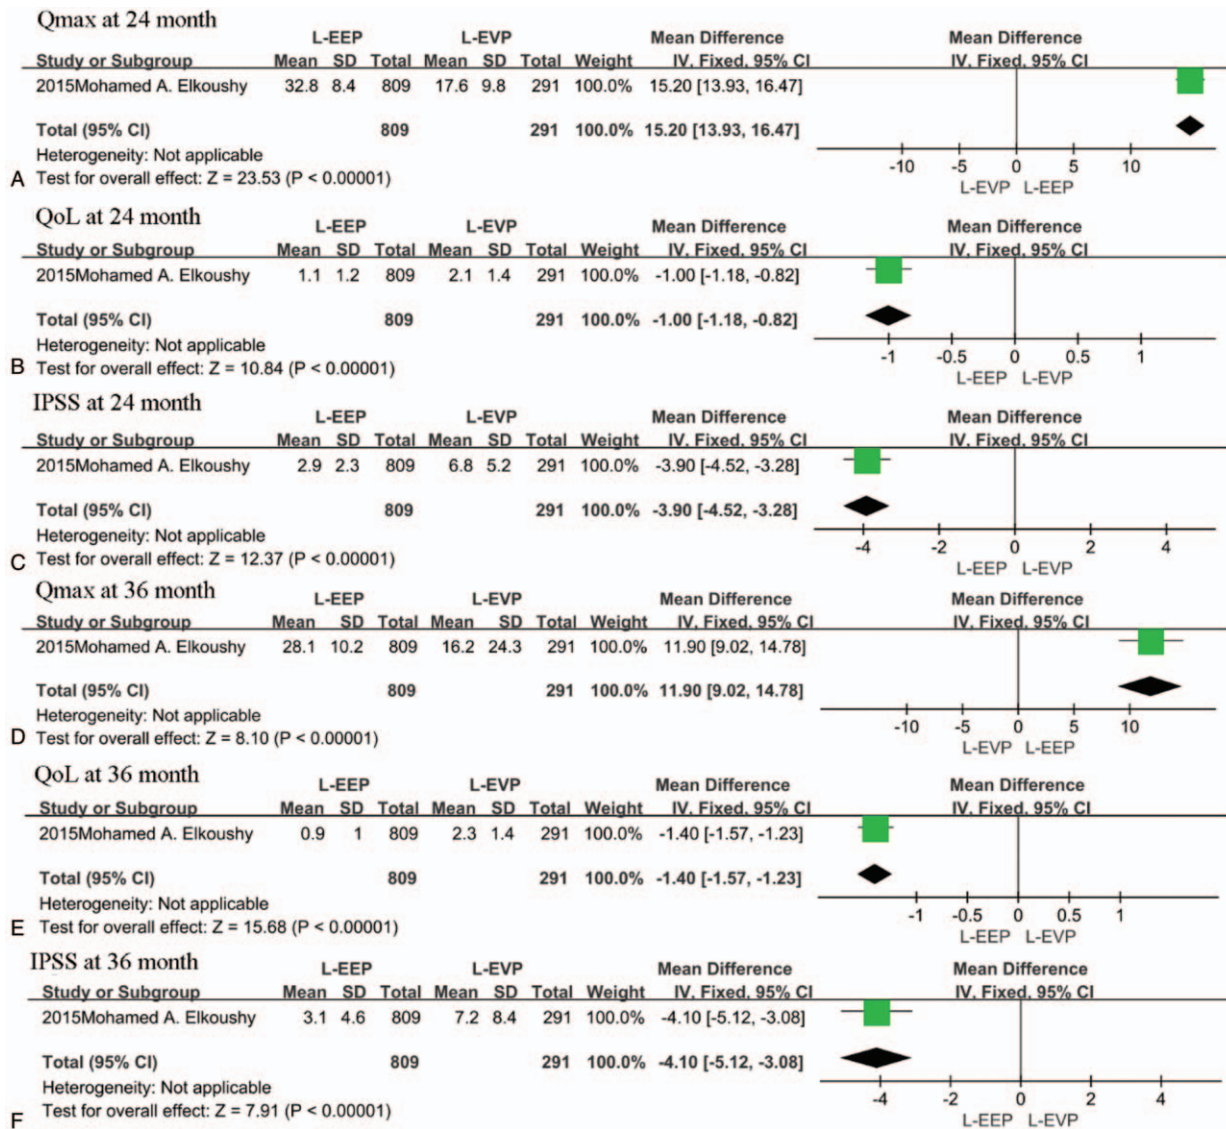 Qmax at 24 month
L-EEP L-EVP Mean Difference Mean Difference
Study or Subgroup Mean SD Total Mean SD Total Weight IV, Fixed, 95% CI IV, Fixed, 95% CI
2015Mohamed A. Elkoushy 32.8 8.4 809 17.6 9.8 291 100.0% 15.20 [13.93, 16.47]
Total (95% CI) 809 291 100.0% 15.20 [13.93, 16.47]
Heterogeneity: Not applicable
-10 -5 0 5 10
A Test for overall effect: Z = 23.53 (P < 0.00001)
L-EVP L-EEP
QoL at 24 month
L-EEP L-EVP Mean Difference Mean Difference
Study or Subgroup Mean SD Total Mean SD Total Weight IV, Fixed, 95% CI IV, Fixed, 95% CI
2015Mohamed A. Elkoushy 1.1 1.2 809 2.1 1.4 291 100.0% -1.00 [-1.18, -0.82]
Total (95% CI) 809 291 100.0% -1.00 [-1.18, -0.82]
Heterogeneity: Not applicable
-1 -0.5 0 0.5 1
B Test for overall effect: Z = 10.84 (P < 0.00001)
L-EEP L-EVP
IPSS at 24 month
L-EEP L-EVP Mean Difference Mean Difference
Study or Subgroup Mean SD Total Mean SD Total Weight IV, Fixed, 95% CI IV, Fixed, 95% CI
2015Mohamed A. Elkoushy 2.9 2.3 809 6.8 5.2 291 100.0% -3.90 [-4.52, -3.28]
Total (95% CI) 809 291 100.0% -3.90 [-4.52, -3.28]
Heterogeneity: Not applicable
-4 -2 0 2 4
C Test for overall effect: Z = 12.37 (P < 0.00001)
L-EEP L-EVP
Qmax at 36 month
L-EEP L-EVP Mean Difference Mean Difference
Study or Subgroup Mean SD Total Mean SD Total Weight IV, Fixed, 95% CI IV, Fixed, 95% CI
2015Mohamed A. Elkoushy 28.1 10.2 809 16.2 24.3 291 100.0% 11.90 [9.02, 14.78]
Total (95% CI) 809 291 100.0% 11.90 [9.02, 14.78]
Heterogeneity: Not applicable
-10 -5 0 5 10
D Test for overall effect: Z = 8.10 (P < 0.00001)
L-EVP L-EEP
QoL at 36 month
L-EEP L-EVP Mean Difference Mean Difference
Study or Subgroup Mean SD Total Mean SD Total Weight IV, Fixed, 95% CI IV, Fixed, 95% CI
2015Mohamed A. Elkoushy 0.9 1 809 2.3 1.4 291 100.0% -1.40 [-1.57, -1.23]
Total (95% CI) 809 291 100.0% -1.40 [-1.57, -1.23]
Heterogeneity: Not applicable
-1 -0.5 0 0.5 1
E Test for overall effect: Z = 15.68 (P < 0.00001)
L-EEP L-EVP
IPSS at 36 month
L-EEP L-EVP Mean Difference Mean Difference
Study or Subgroup Mean SD Total Mean SD Total Weight IV, Fixed, 95% CI IV, Fixed, 95% CI
2015Mohamed A. Elkoushy 3.1 4.6 809 7.2 8.4 291 100.0% -4.10 [-5.12, -3.08]
Total (95% CI) 809 291 100.0% -4.10 [-5.12, -3.08]
Heterogeneity: Not applicable
-4 -2 0 2 4
F Test for overall effect: Z = 7.91 (P < 0.00001)
L-EEP L-EVP